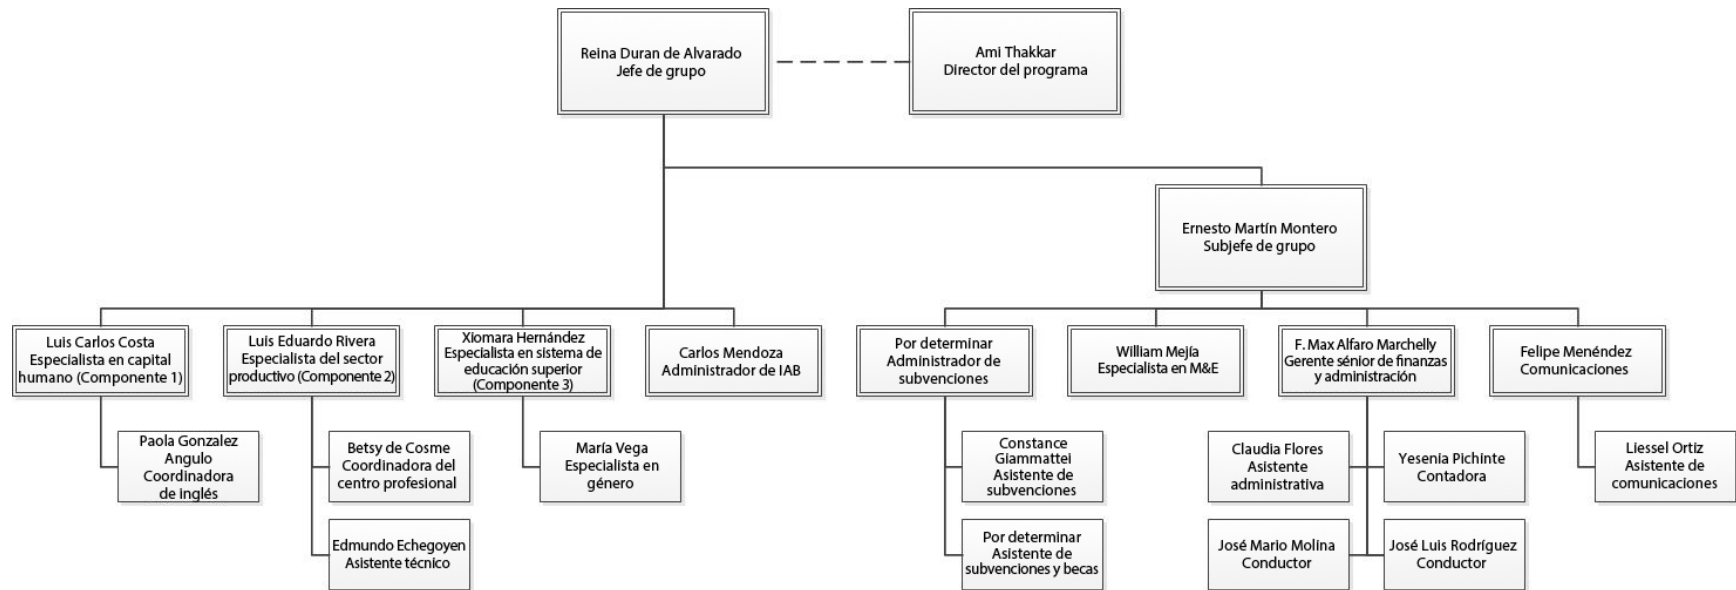 Reina Duran de Alvarado
Jefe de grupo
Ami Thakkar
Director del programa
Ernesto Martín Montero
Subjefe de grupo
Luis Carlos Costa
Especialista en capital
humano (Componente 1)
Luis Eduardo Rivera
Especialista del sector
productivo (Componente 2)
Xiomara Hernández
Especialista en sistema de
educación superior
(Componente 3)
Carlos Mendoza
Administrador de IAB
Por determinar
Administrador de
subvenciones
William Mejía
Especialista en M&E
F. Max Alfaro Marchelly
Gerente sénior de finanzas
y administración
Felipe Menéndez
Comunicaciones
Paola Gonzalez
Angulo
Coordinadora
de inglés
Betsy de Cosme
Coordinadora del
centro profesional
María Vega
Especialista en
género
Constance
Giammattei
Asistente de
subvenciones
Claudia Flores
Asistente
administrativa
Yesenia Pichinte
Contadora
Liessel Ortiz
Asistente de
comunicaciones
Edmundo Echegoyen
Asistente técnico
Por determinar
Asistente de
subvenciones y becas
José Mario Molina
Conductor
José Luis Rodríguez
Conductor